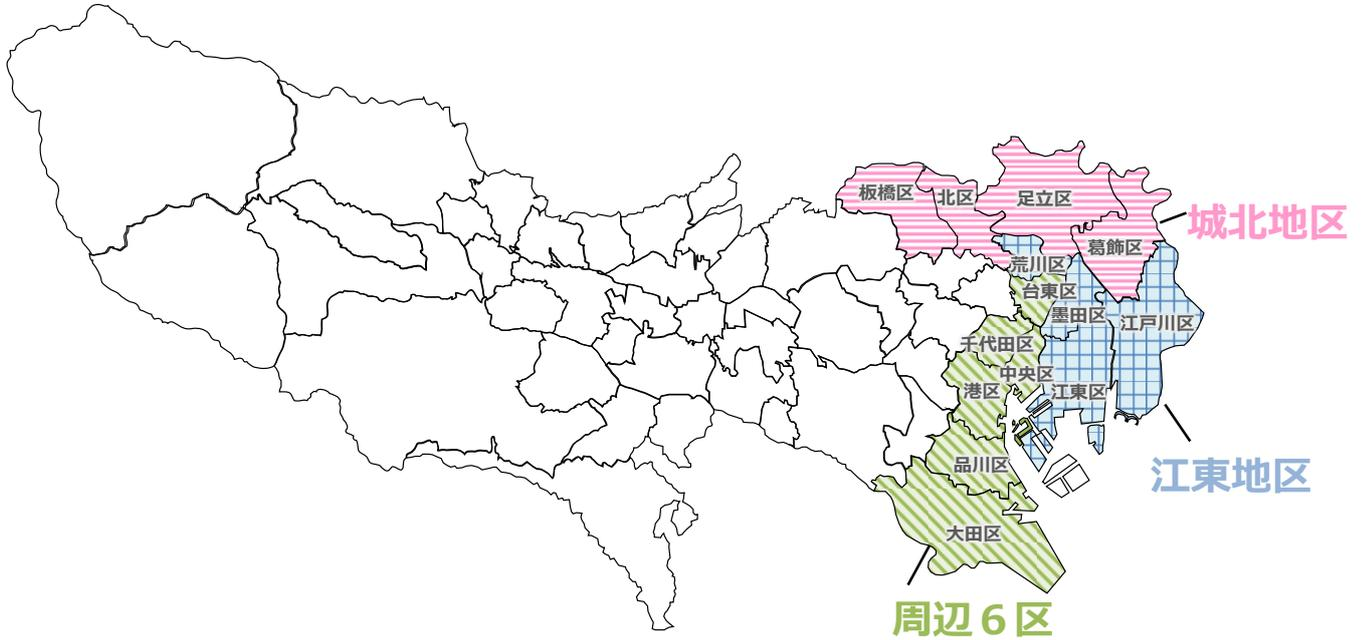 板橋区
北区
足立区
城北地区
葛飾区
荒川区
台東区
墨田区
江戸川区
千代田区
中央区
港区
江東区
品川区
江東地区
大田区
周辺６区